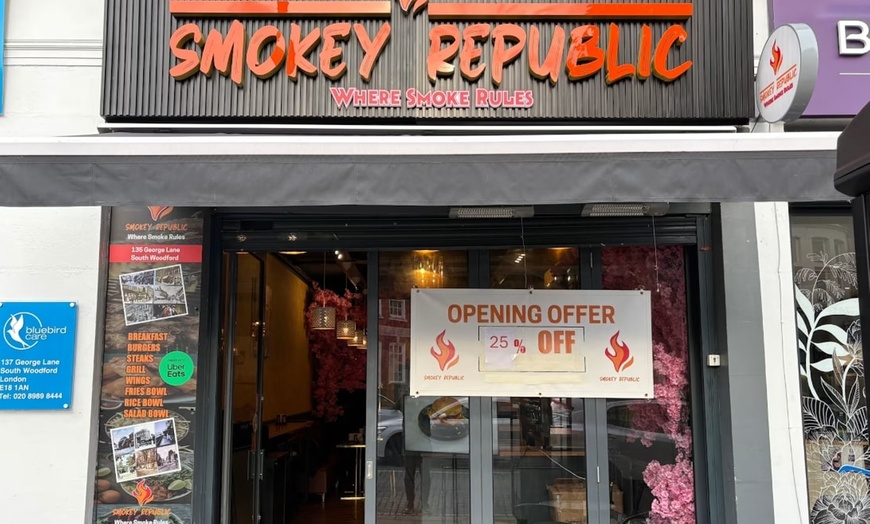 SMOKEY REPUBLIC
WHERE SMOKE RULES
SMOKEY REPUBLIC
B
SMOKEY REPUBLIC
Where Smoke Rules
135 George Lane
South Woodford
BREAKFAST
BURGERS
STEAKS
GRILL
WINGS
FRIES BOWL
RICE BOWL
SALAD BOWL
Uber
Eats
SMOKEY REPUBLIC
Where Smoke Rules
bluebird
care
137 George Lane
South Woodford
London
E18 1AN
Tel: 020 8989 8444
OPENING OFFER
25 % OFF
SMOKEY REPUBLIC
SMOKEY REPUBLIC